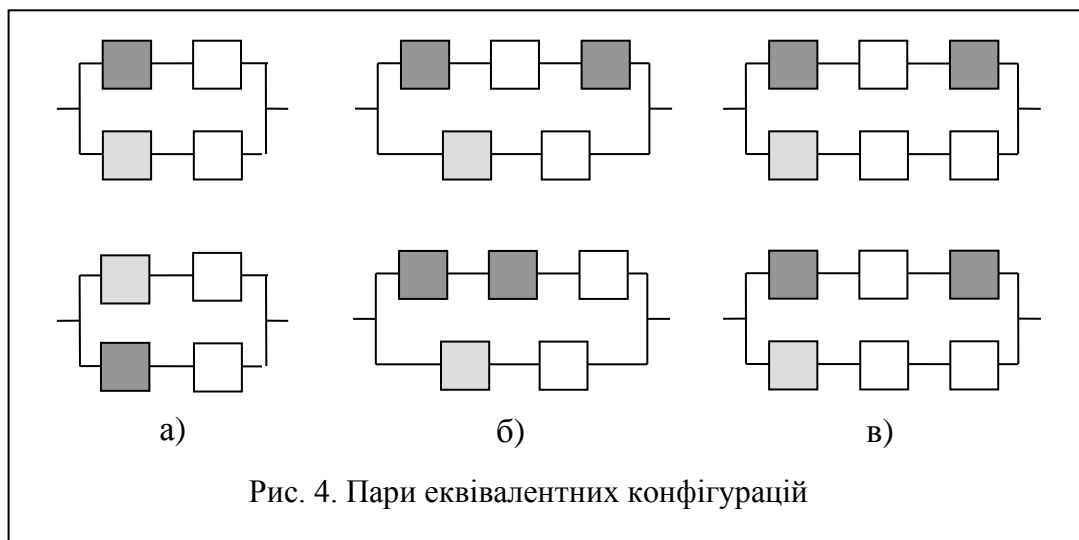 а) б) в)
Рис. 4. Пари еквівалентних конфігурацій